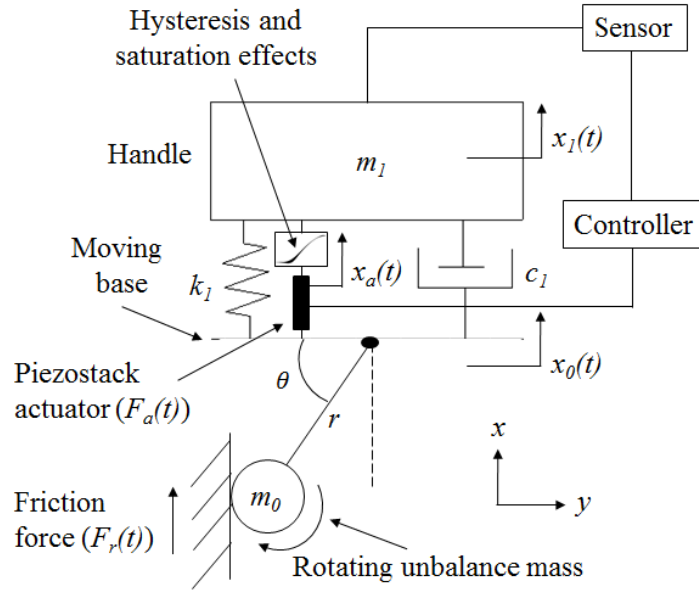 Hysteresis and
saturation effects
Sensor
Handle
m1
x1(t)
Controller
Moving
base
k1
xa(t)
c1
Piezostack
actuator (Fa(t))
θ
r
x0(t)
x
y
m0
Friction
force (Fr(t))
Rotating unbalance mass